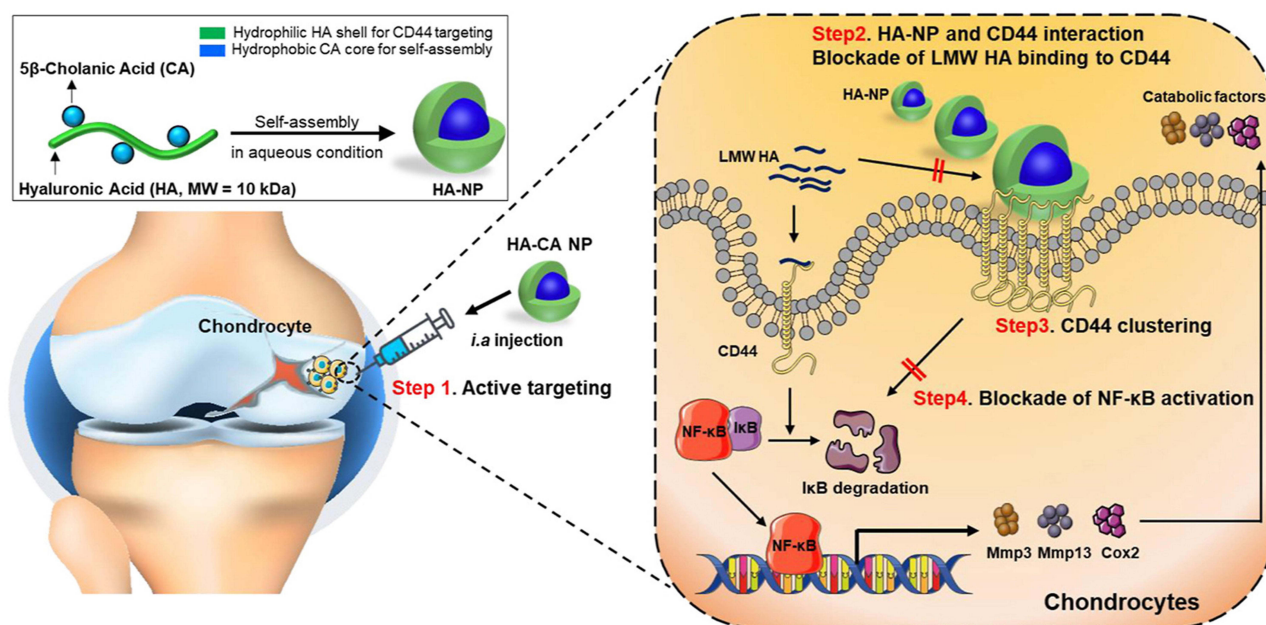 Hydrophilic HA shell for CD44 targeting
Hydrophobic CA core for self-assembly
5β-Cholanic Acid (CA)
Self-assembly
in aqueous condition
Hyaluronic Acid (HA, MW = 10 kDa)
HA-NP
Chondrocyte
HA-CA NP
i.a injection
Step 1. Active targeting
Step2. HA-NP and CD44 interaction
Blockade of LMW HA binding to CD44
HA-NP
Catabolic factors
LMW HA
CD44
Step3. CD44 clustering
Step4. Blockade of NF-κB activation
NF-κB
IκB
IκB degradation
NF-κB
Mmp3 Mmp13 Cox2
Chondrocytes